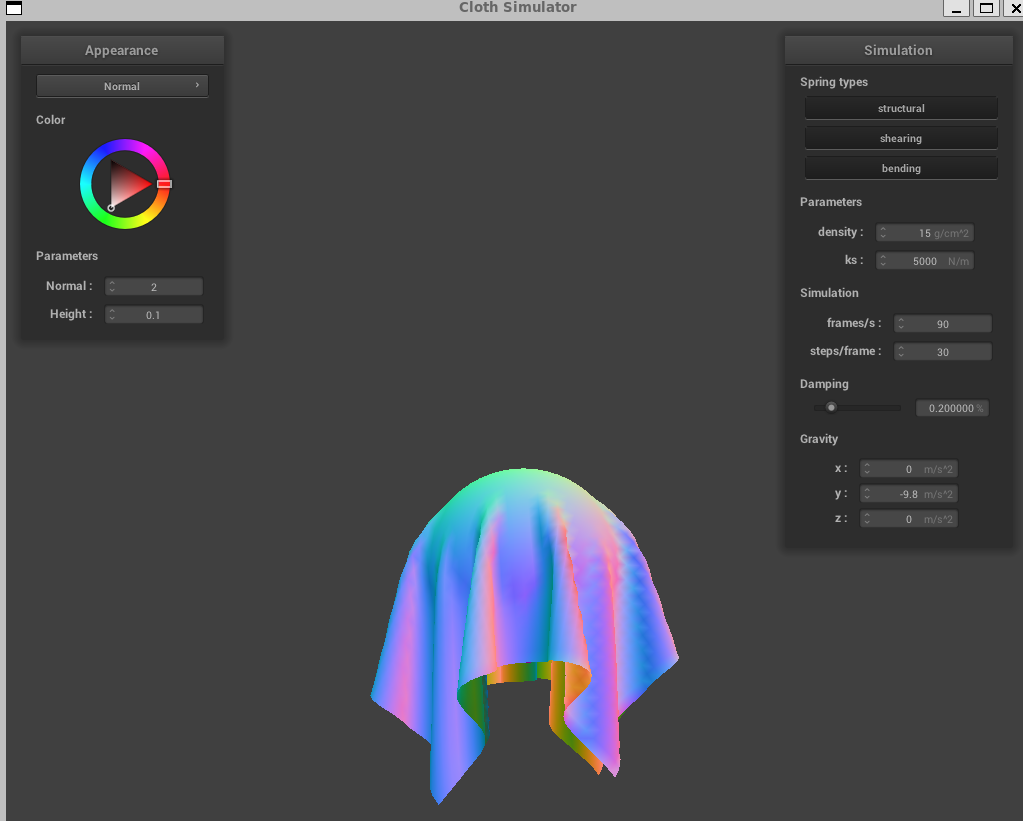 Cloth Simulator
Appearance
Normal
Color
Parameters
Normal : 2
Height : 0.1
Simulation
Spring types
structural
shearing
bending
Parameters
density : 15 g/cm^2
ks : 5000 N/m
Simulation
frames/s : 90
steps/frame : 30
Damping
0.200000 %
Gravity
x : 0 m/s^2
y : -9.8 m/s^2
z : 0 m/s^2